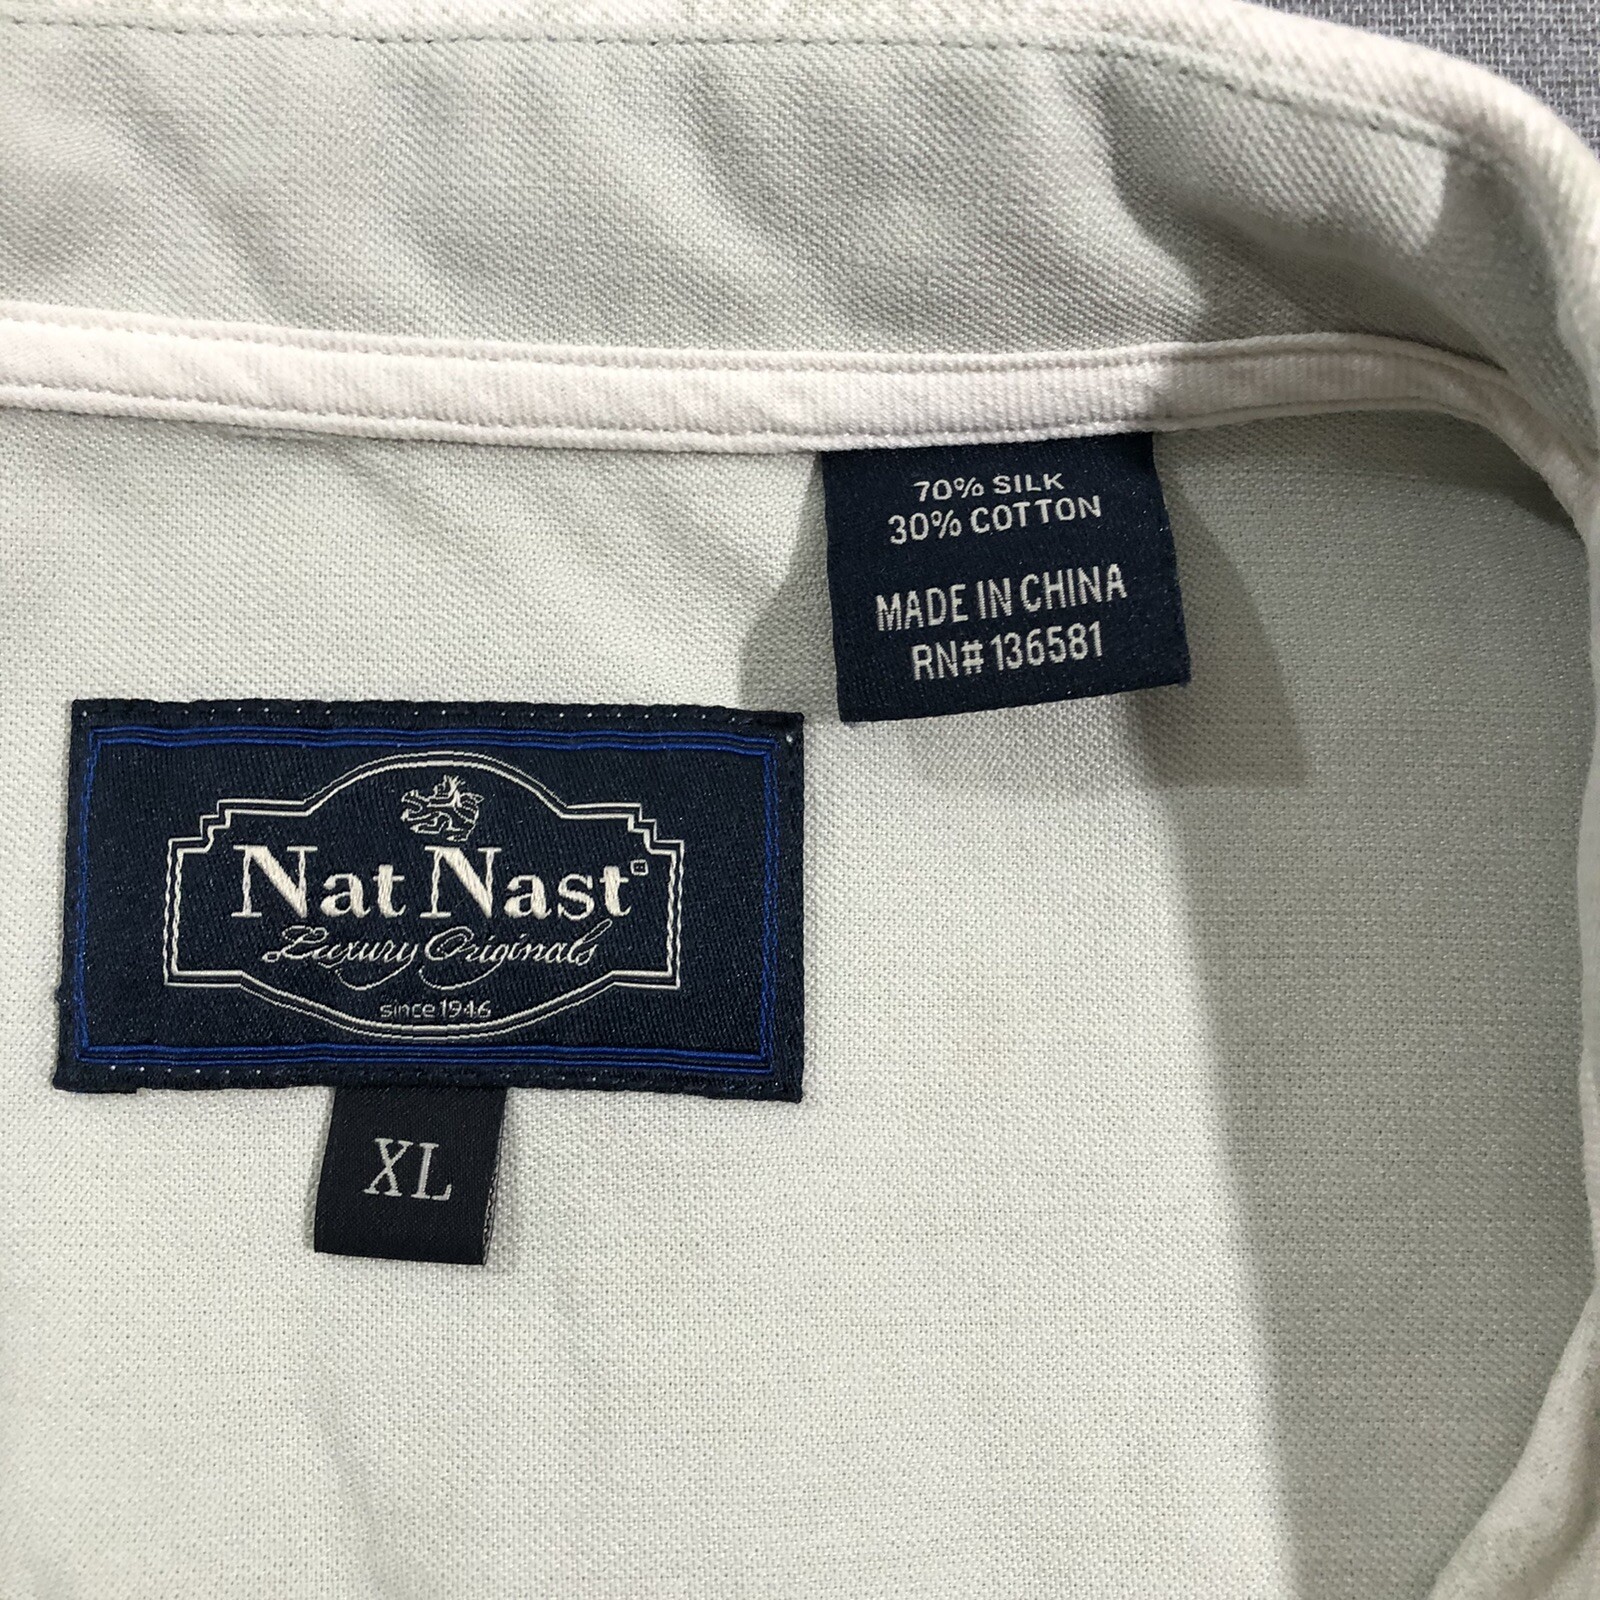 70% SILK
30% COTTON
MADE IN CHINA
RN# 136581
Nat Nast
Luxury Originals
since 1946
XL